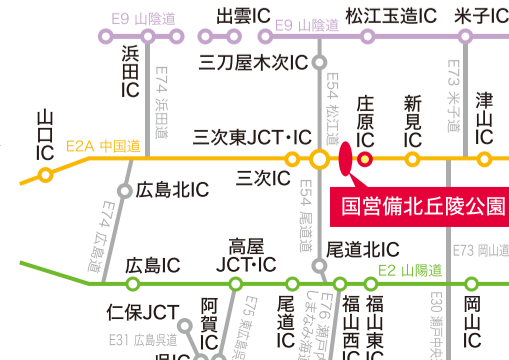 E9 山陰道
出雲IC
E9 山陰道
松江玉造IC
米子IC
浜田IC
E74 浜田道
三刀屋木次IC
E54 松江道
E73 米子道
山口IC
E2A 中国道
三次東JCT・IC
庄原IC
新見IC
津山IC
三次IC
広島北IC
E74 広島道
E54 尾道道
国営備北丘陵公園
高屋JCT・IC
尾道北IC
E73 岡山道
広島IC
E2 山陽道
仁保JCT
阿賀IC
E75 東広島呉
尾道IC
E76 瀬戸内
しまなみ海道
福山西IC
福山東IC
E30 瀬戸中央
岡山IC
E31 広島呉道
呉IC